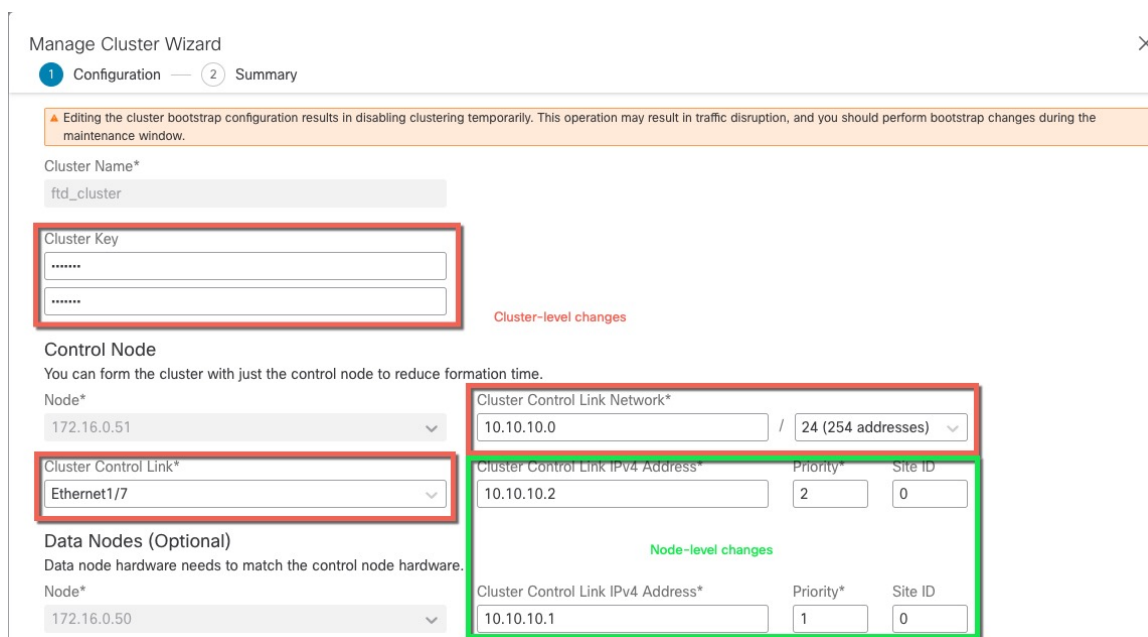 Manage Cluster Wizard
1 Configuration — 2 Summary
Editing the cluster bootstrap configuration results in disabling clustering temporarily. This operation may result in traffic disruption, and you should perform bootstrap changes during the
maintenance window.
Cluster Name*
ftd_cluster
Cluster Key
•••••••
•••••••
Cluster-level changes
Control Node
You can form the cluster with just the control node to reduce formation time.
Node*
172.16.0.51
Cluster Control Link Network*
10.10.10.0 / 24 (254 addresses)
Cluster Control Link*
Ethernet1/7
Cluster Control Link IPv4 Address* Priority* Site ID
10.10.10.2 2 0
Data Nodes (Optional)
Data node hardware needs to match the control node hardware.
Node-level changes
Node*
172.16.0.50
Cluster Control Link IPv4 Address* Priority* Site ID
10.10.10.1 1 0